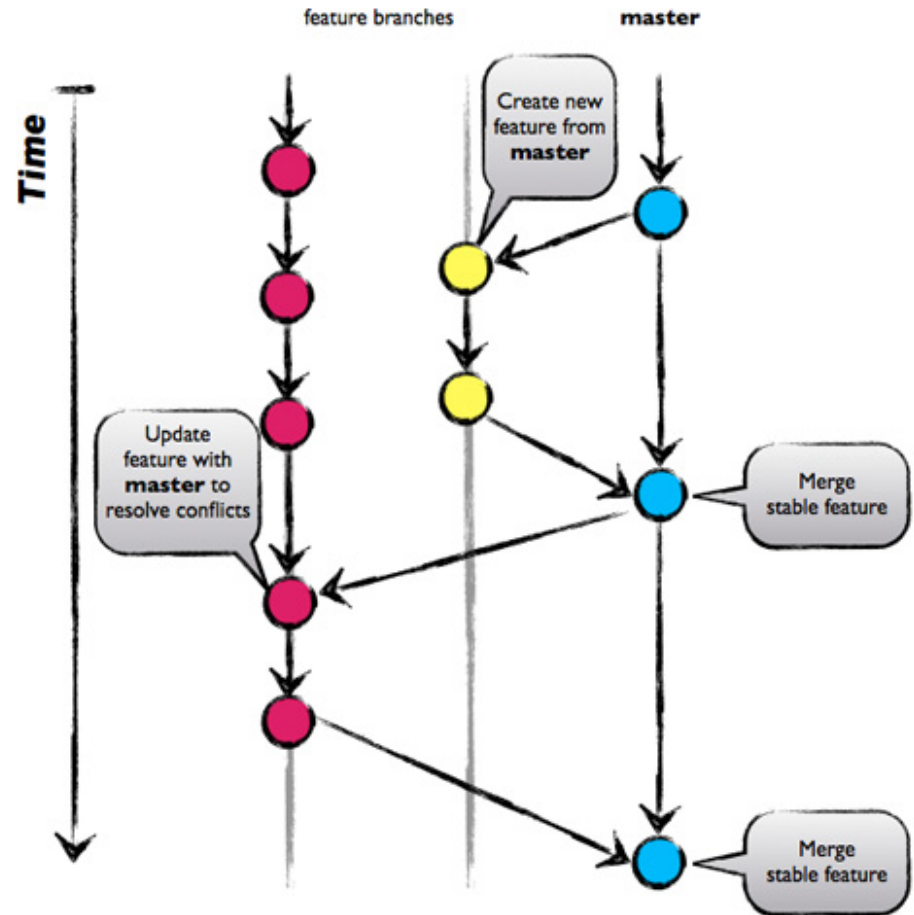 feature branches
master
Time
Create new
feature from
master
Update
feature with
master to
resolve conflicts
Merge
stable feature
Merge
stable feature